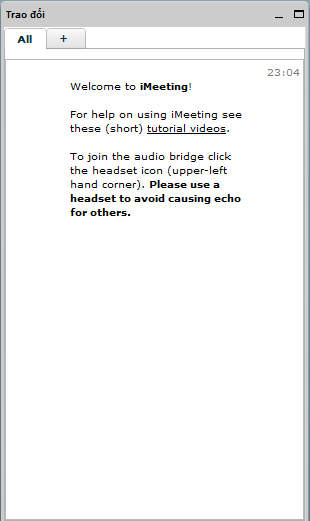 Trao đổi
All
+
23:04
Welcome to iMeeting!
For help on using iMeeting see
these (short) tutorial videos.
To join the audio bridge click
the headset icon (upper-left
hand corner). Please use a
headset to avoid causing echo
for others.